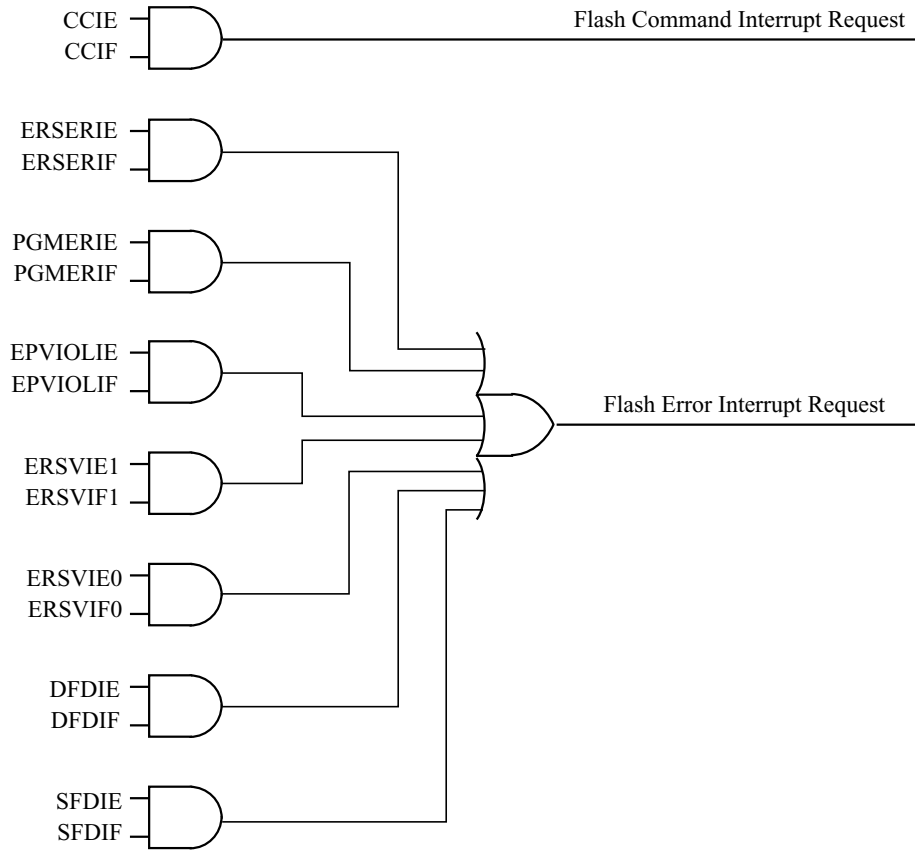 CCIE
CCIF
Flash Command Interrupt Request
ERSERIE
ERSERIF
PGMERIE
PGMERIF
EPVIOLIE
EPVIOLIF
Flash Error Interrupt Request
ERSVIE1
ERSVIF1
ERSVIE0
ERSVIF0
DFDIE
DFDIF
SFDIE
SFDIF